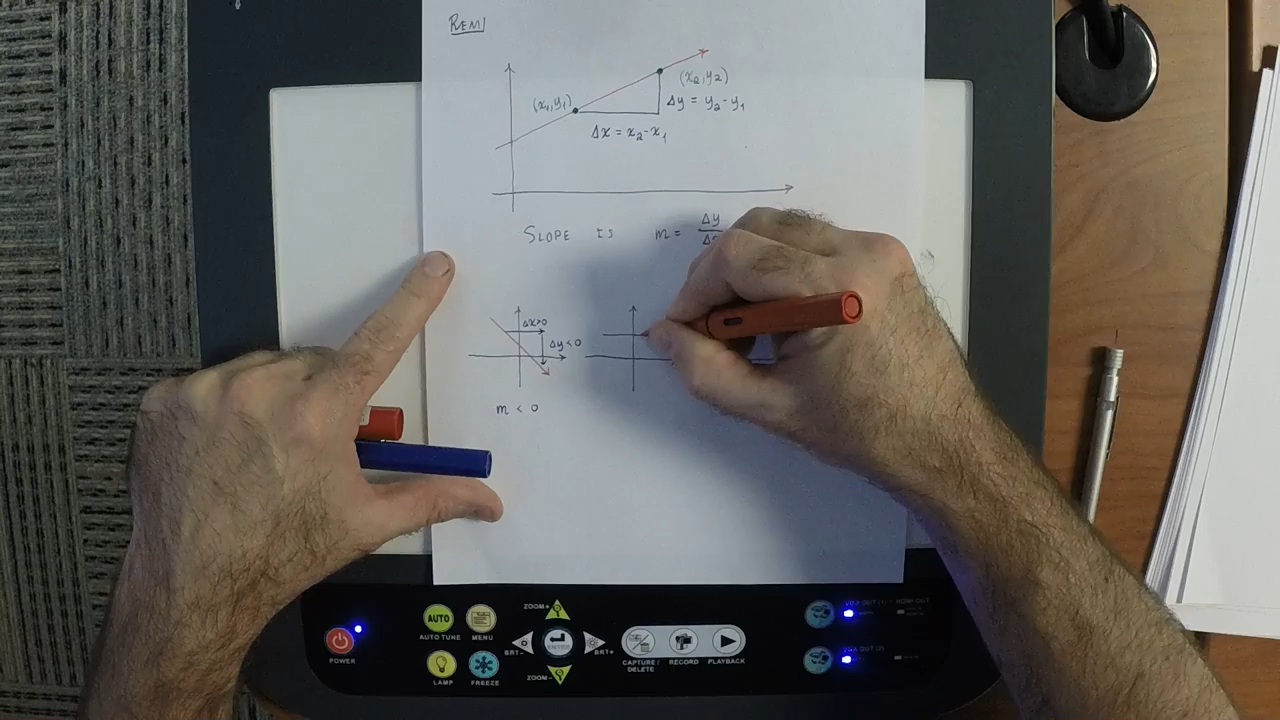 REMI
(x₁,y₁)
(x₂,y₂)
Δy = y₂-y₁
Δx = x₂-x₁
SLOPE IS m = Δy
Δx>0
Δy<0
m < 0
ZOOM+
AUTO
AUTO TUNE
MENU
BRT-
ENTER
BRT+
CAPTURE / DELETE
RECORD
PLAYBACK
POWER
LAMP
FREEZE
ZOOM-